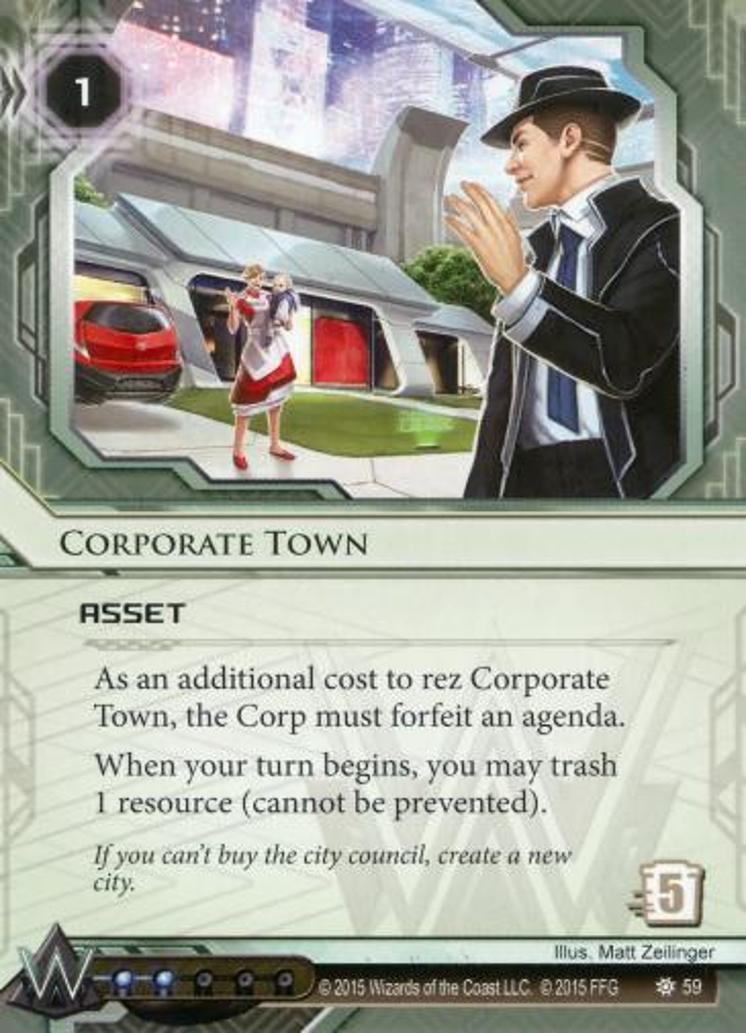 1
CORPORATE TOWN
ASSET
As an additional cost to rez Corporate
Town, the Corp must forfeit an agenda.
When your turn begins, you may trash
1 resource (cannot be prevented).
If you can't buy the city council, create a new
city.
5
Illus. Matt Zeilinger
W
© 2015 Wizards of the Coast LLC. © 2015 FFG
59